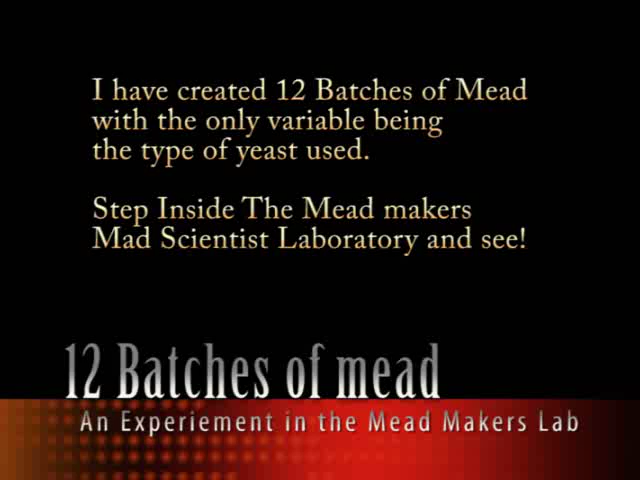 I have created 12 Batches of Mead
with the only variable being
the type of yeast used.
Step Inside The Mead makers
Mad Scientist Laboratory and see!
12 Batches of mead
An Experiement in the Mead Makers Lab